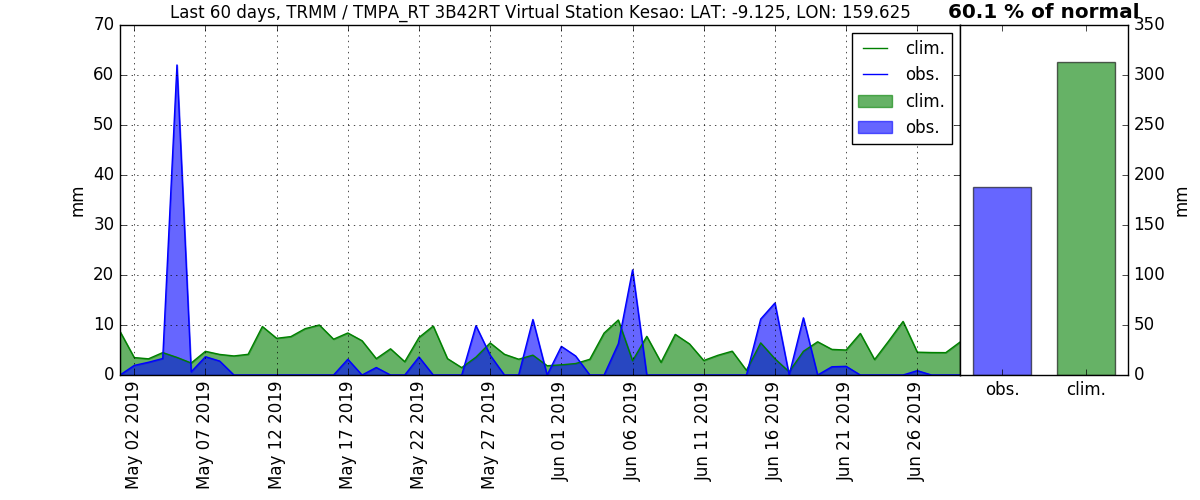 Last 60 days, TRMM / TMPA_RT 3B42RT Virtual Station Kesao: LAT: -9.125, LON: 159.625
60.1 % of normal
70
60
50
40
30
20
10
0
mm
clim.
obs.
clim.
obs.
350
300
250
200
150
100
50
0
mm
May 02 2019
May 07 2019
May 12 2019
May 17 2019
May 22 2019
May 27 2019
Jun 01 2019
Jun 06 2019
Jun 11 2019
Jun 16 2019
Jun 21 2019
Jun 26 2019
obs.
clim.